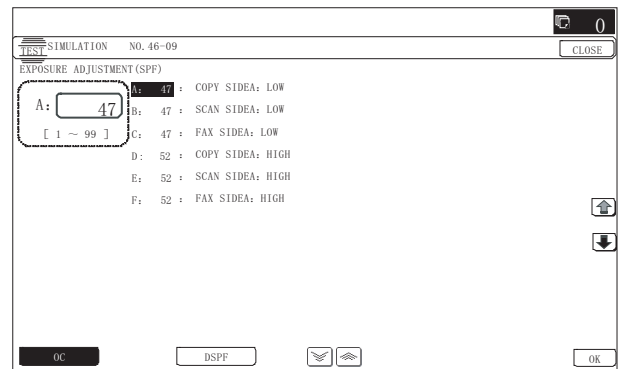 0
TEST SIMULATION NO.46-09 CLOSE
EXPOSURE ADJUSTMENT(SPF)
A: 47
[ 1 ～ 99 ]
A: 47 : COPY SIDEA: LOW
B: 47 : SCAN SIDEA: LOW
C: 47 : FAX SIDEA: LOW
D: 52 : COPY SIDEA: HIGH
E: 52 : SCAN SIDEA: HIGH
F: 52 : FAX SIDEA: HIGH
OC DSPF OK